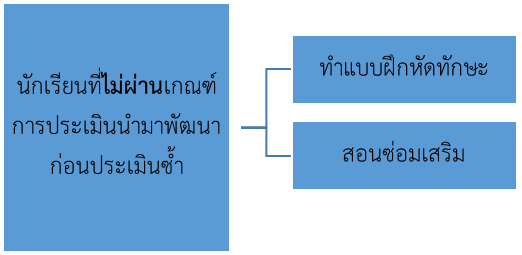 นักเรียนที่ไม่ผ่านเกณฑ์
การประเมินนำมาพัฒนา
ก่อนประเมินซ้ำ
ทำแบบฝึกหัดทักษะ
สอนซ่อมเสริม